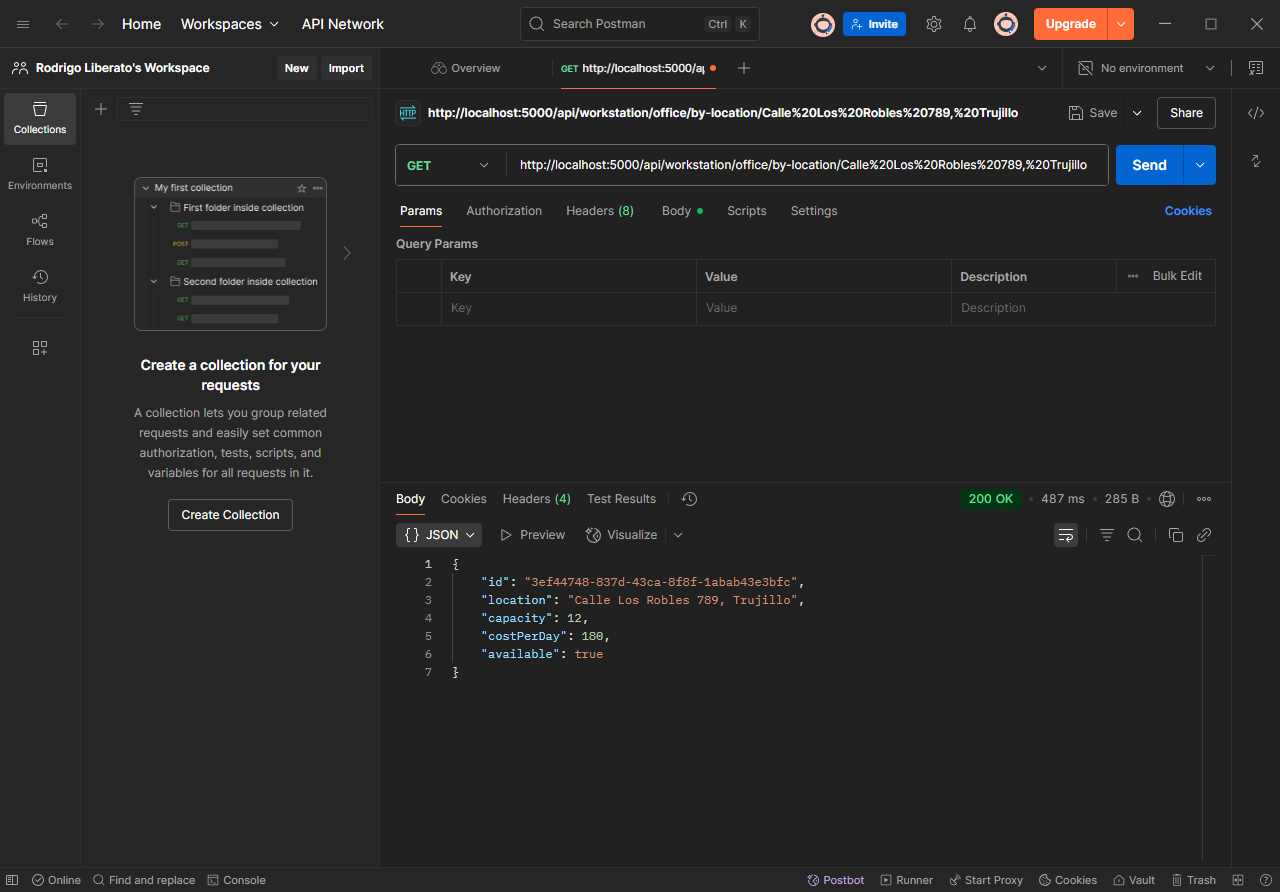 Home Workspaces API Network Search Postman Ctrl K Invite Upgrade
Rodrigo Liberato's Workspace New Import Overview GET http://localhost:5000/a No environment
Collections
Environments
Flows
History
My first collection
First folder inside collection
GET
POST
GET
Second folder inside collection
GET
GET
Create a collection for your
requests
A collection lets you group related
requests and easily set common
authorization, tests, scripts, and
variables for all requests in it.
Create Collection
HTTP http://localhost:5000/api/workstation/office/by-location/Calle%20Los%20Robles%20789,%20Trujillo Save Share
GET http://localhost:5000/api/workstation/office/by-location/Calle%20Los%20Robles%20789,%20Trujillo Send
Params Authorization Headers (8) Body Scripts Settings Cookies
Query Params
Key Value Description Bulk Edit
Key Value Description
Body Cookies Headers (4) Test Results 200 OK 487 ms 285 B
{} JSON Preview Visualize
1 {
2 "id": "3ef44748-837d-43ca-8f8f-1abab43e3bfc",
3 "location": "Calle Los Robles 789, Trujillo",
4 "capacity": 12,
5 "costPerDay": 180,
6 "available": true
7 }
Online Find and replace Console Postbot Runner Start Proxy Cookies Vault Trash